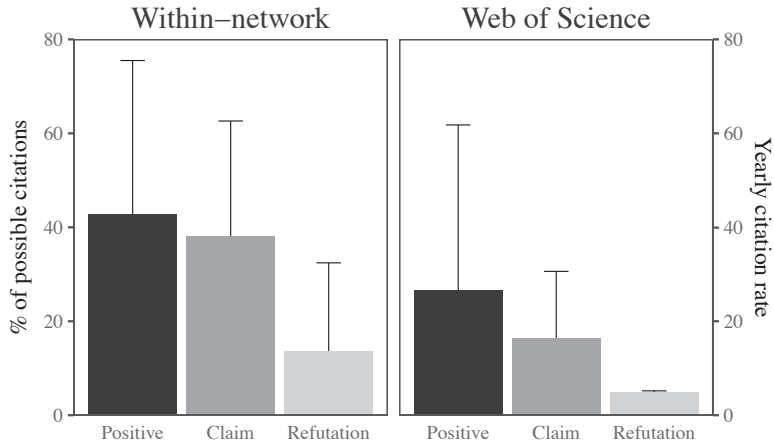 Within–network
Web of Science
% of possible citations
80
60
40
20
0
Positive
Claim
Refutation
Positive
Claim
Refutation
80
60
40
20
0
Yearly citation rate